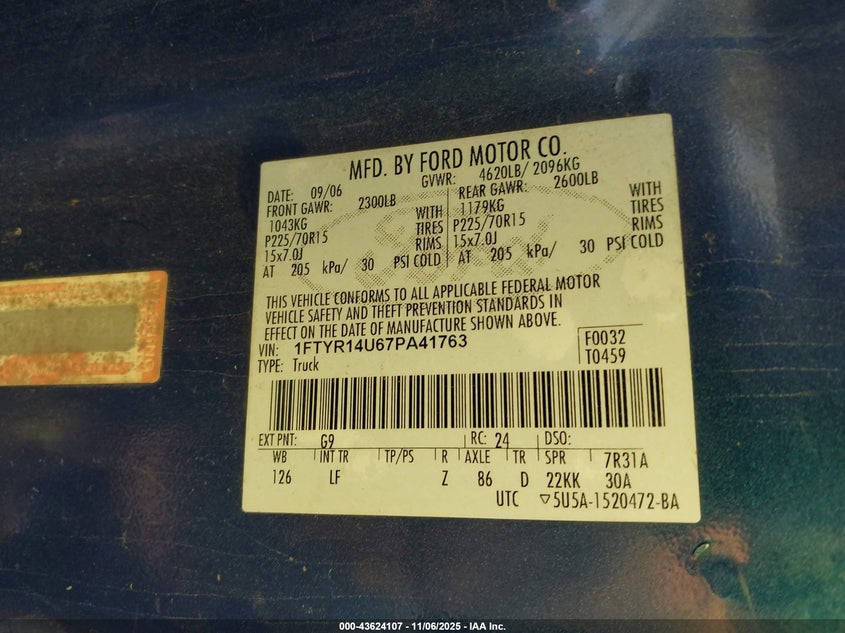 MFD. BY FORD MOTOR CO.
DATE: 09/06 GVWR: 4620LB/ 2096KG
FRONT GAWR: 2300LB REAR GAWR: 2600LB
1043KG WITH 1179KG WITH
P225/70R15 TIRES P225/70R15 TIRES
15x7.0J RIMS 15x7.0J RIMS
AT 205 kPa/ 30 PSI COLD AT 205 kPa/ 30 PSI COLD
THIS VEHICLE CONFORMS TO ALL APPLICABLE FEDERAL MOTOR
VEHICLE SAFETY AND THEFT PREVENTION STANDARDS IN
EFFECT ON THE DATE OF MANUFACTURE SHOWN ABOVE.
VIN: 1FTYR14U67PA41763 F0032
TYPE: Truck T0459
EXT PNT: G9 RC: 24 DSO:
WB INT TR TP/PS R AXLE TR SPR 7R31A
126 LF Z 86 D 22KK 30A
UTC ▽5U5A-1520472-BA
000-43624107 - 11/06/2025 - IAA Inc.